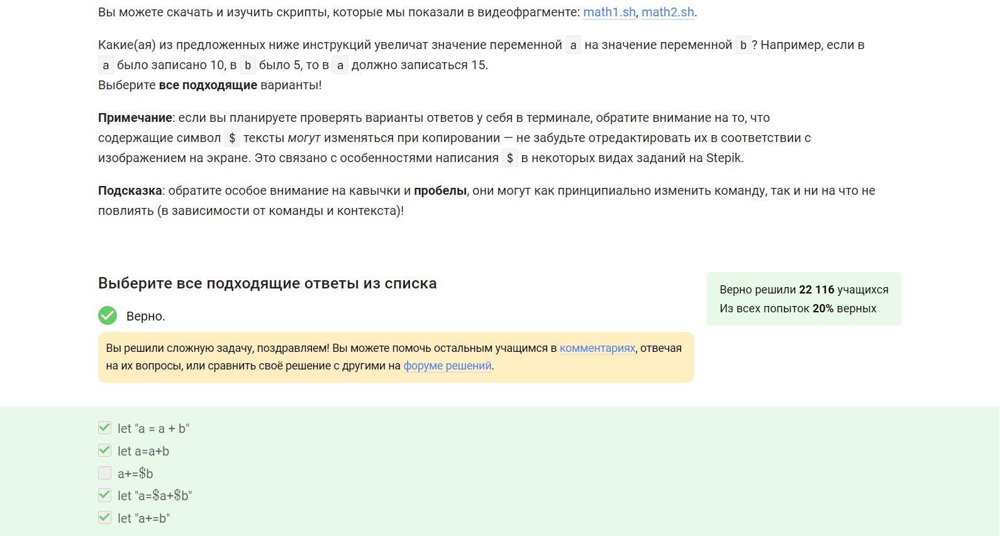 Вы можете скачать и изучить скрипты, которые мы показали в видеофрагменте: math1.sh, math2.sh.
Какие(ая) из предложенных ниже инструкций увеличат значение переменной a на значение переменной b? Например, если в
a было записано 10, в b было 5, то в a должно записаться 15.
Выберите все подходящие варианты!
Примечание: если вы планируете проверять варианты ответов у себя в терминале, обратите внимание на то, что
содержащие символ $ тексты могут изменяться при копировании — не забудьте отредактировать их в соответствии с
изображением на экране. Это связано с особенностями написания $ в некоторых видах заданий на Stepik.
Подсказка: обратите особое внимание на кавычки и пробелы, они могут как принципиально изменить команду, так и ни на что не
повлиять (в зависимости от команды и контекста)!
Выберите все подходящие ответы из списка
Верно решили 22 116 учащихся
Из всех попыток 20% верных
Верно.
Вы решили сложную задачу, поздравляем! Вы можете помочь остальным учащимся в комментариях, отвечая
на их вопросы, или сравнить своё решение с другими на форуме решений.
let "a = a + b"
let a=a+b
a+=$b
let "a=$a+$b"
let "a+=b"